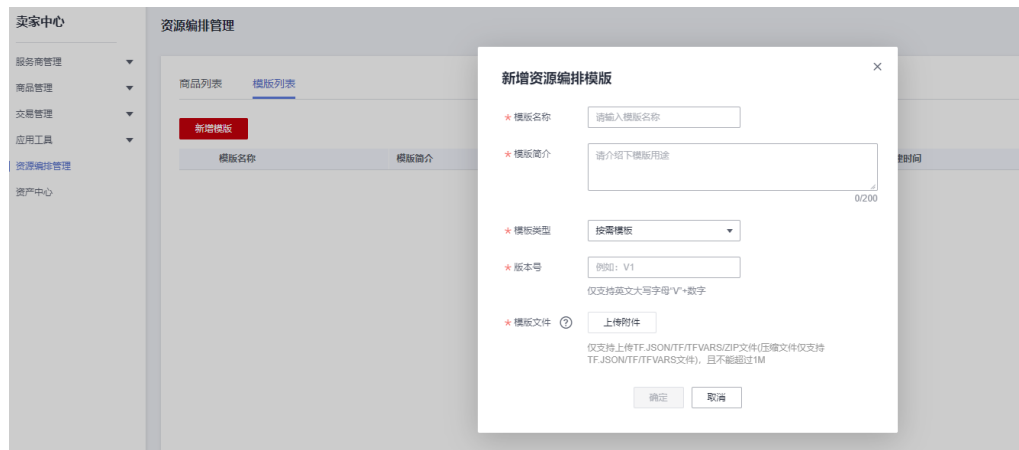 卖家中心
资源编排管理
服务商管理
商品管理
交易管理
应用工具
资源编排管理
资产中心
商品列表 模版列表
新增模版
模版名称 模版简介 建时间
新增资源编排模版
* 模版名称 请输入模版名称
* 模版简介 请介绍下模版用途
0/200
* 模板类型 按需模板
* 版本号 例如：V1
仅支持英文大写字母“V”+数字
* 模版文件 ? 上传附件
仅支持上传TF.JSON/TF/TFVARS/ZIP文件(压缩文件仅支持
TF.JSON/TF/TFVARS文件)，且不能超过1M
确定 取消